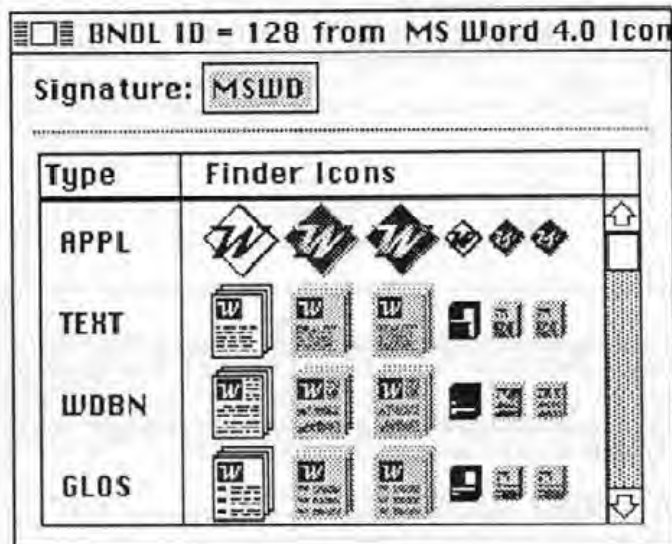 BNDL ID = 128 from MS Word 4.0 Icon
Signature: MSWD
Type Finder Icons
APPL
TEXT
WDBN
GLOS